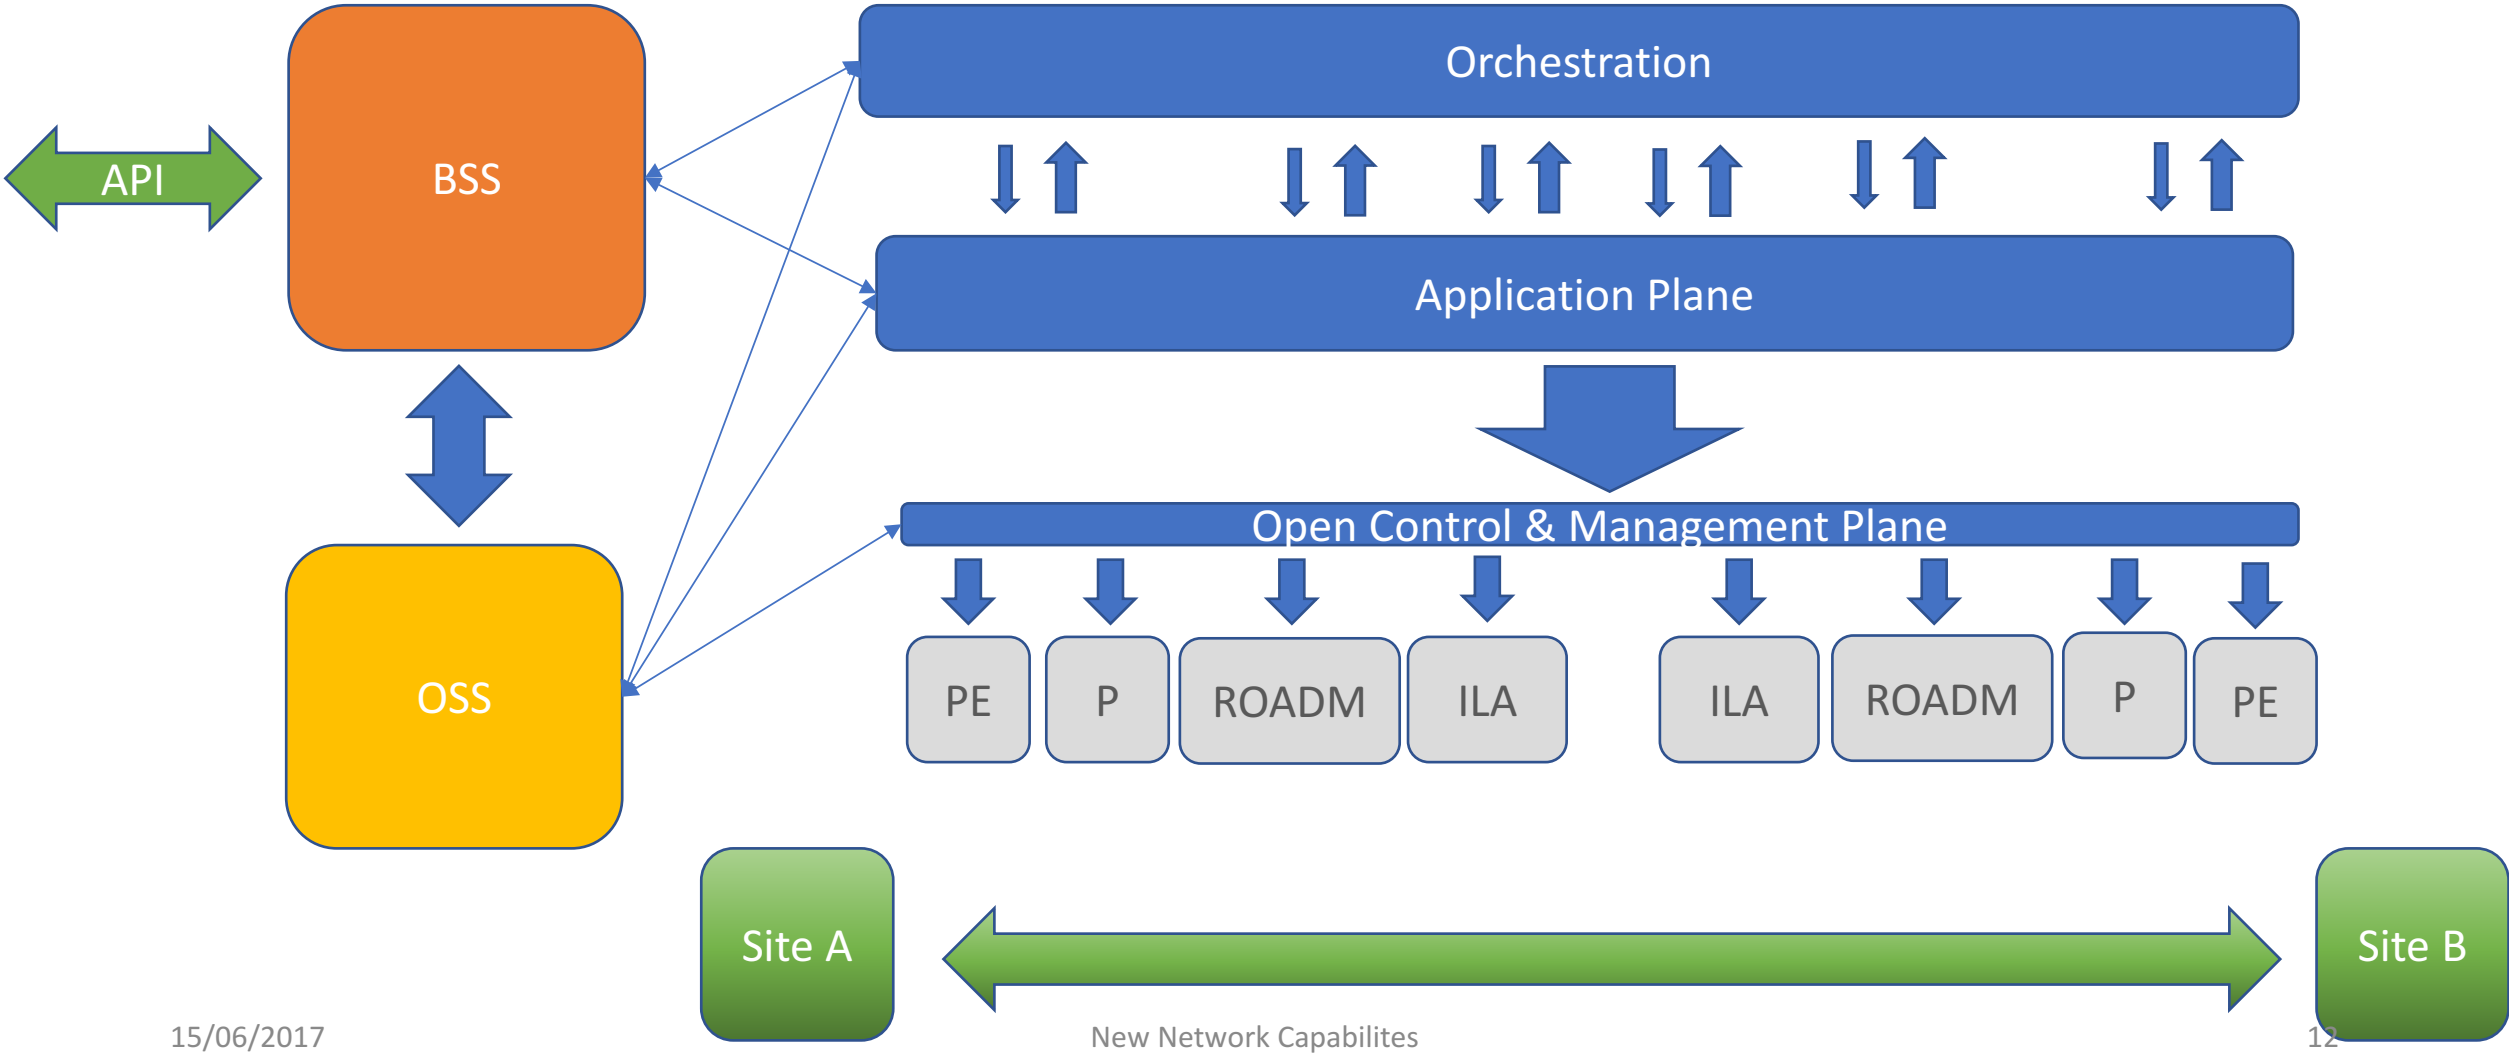 Orchestration
API
BSS
Application Plane
Open Control & Management Plane
OSS
PE
P
ROADM
ILA
ILA
ROADM
P
PE
Site A
Site B
15/06/2017
New Network Capabilites
12